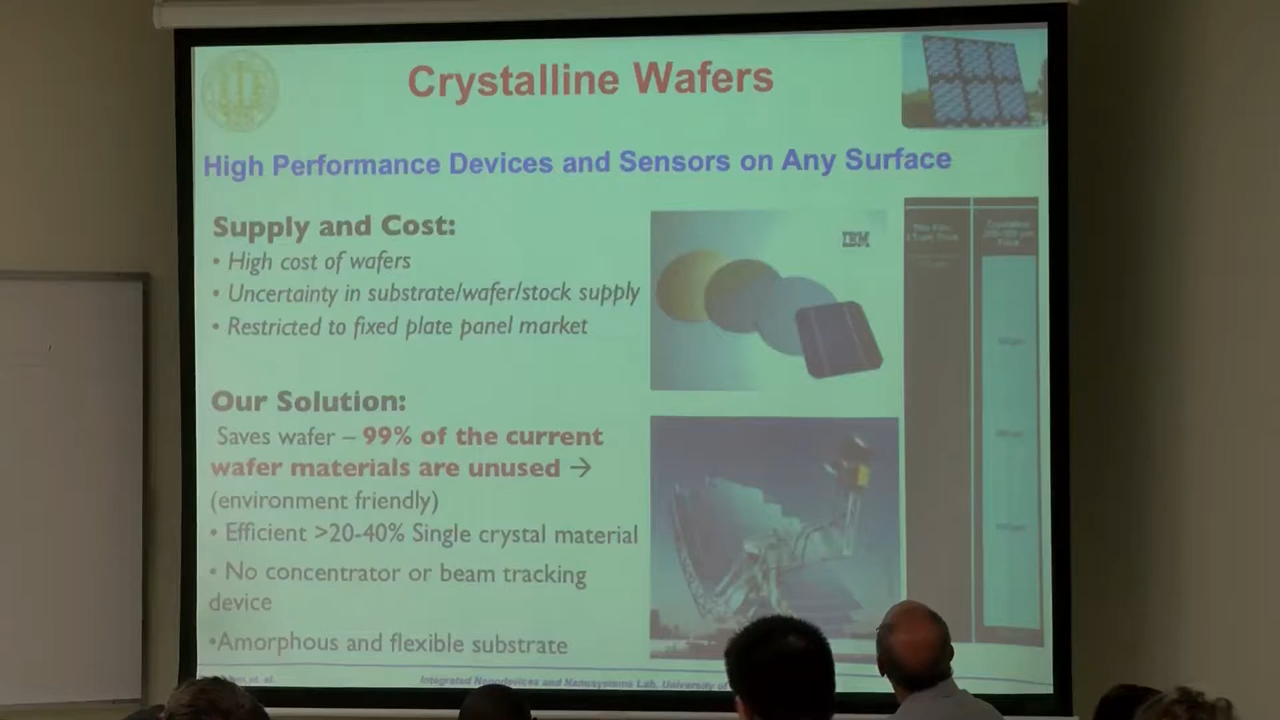 Crystalline Wafers
High Performance Devices and Sensors on Any Surface
Supply and Cost:
• High cost of wafers
• Uncertainty in substrate/wafer/stock supply
• Restricted to fixed plate panel market
IBM
Our Solution:
Saves wafer – 99% of the current
wafer materials are unused →
(environment friendly)
• Efficient >20-40% Single crystal material
• No concentrator or beam tracking
device
•Amorphous and flexible substrate
Integrated Nanodevices and Nanosystems Lab. University of